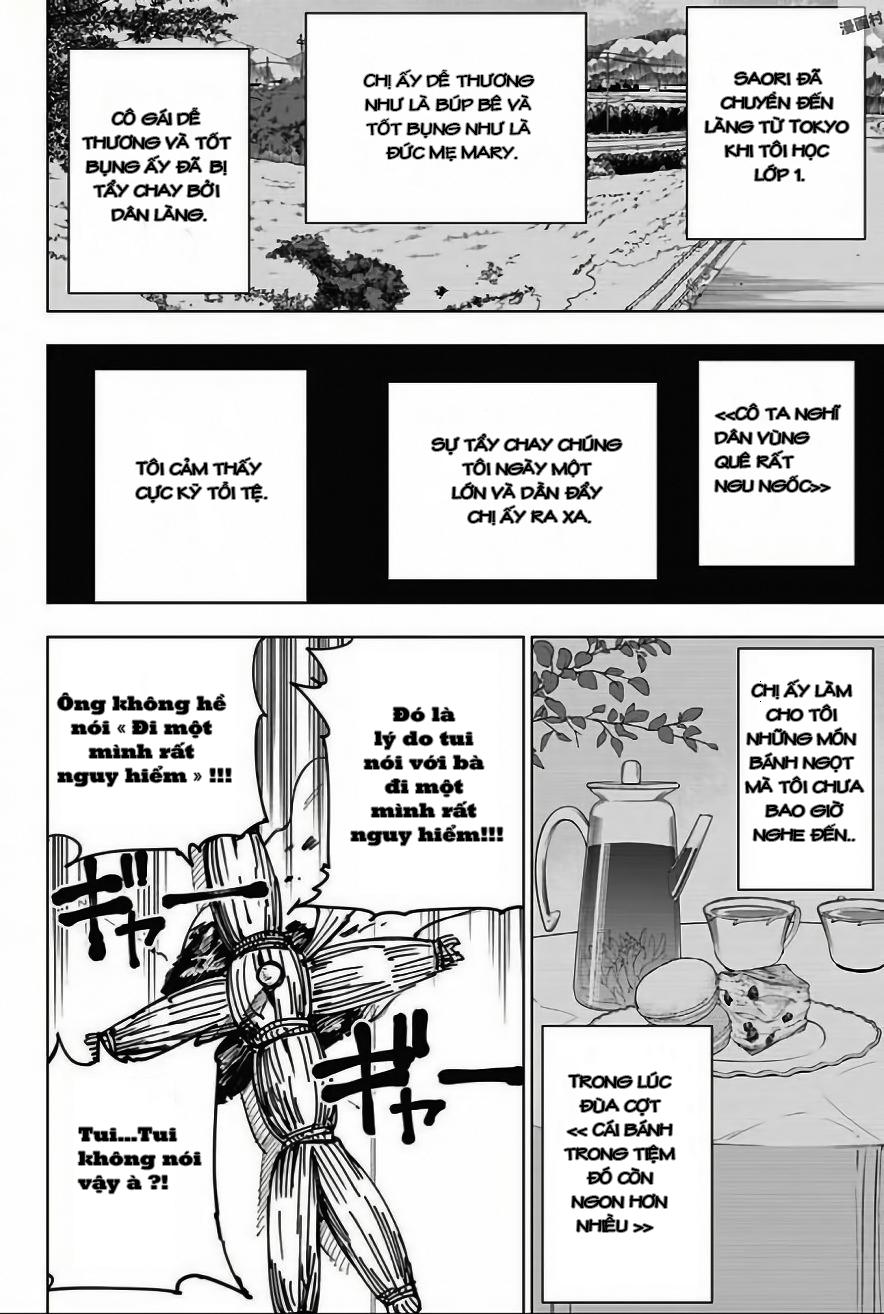 漫画村
SAORI ĐÃ
CHUYỂN ĐẾN
LÀNG TỪ TOKYO
KHI TÔI HỌC
LỚP 1.
CHỊ ẤY DỄ THƯƠNG
NHƯ LÀ BÚP BÊ VÀ
TỐT BỤNG NHƯ LÀ
ĐỨC MẸ MARY.
CÔ GÁI DỄ
THƯƠNG VÀ TỐT
BỤNG ẤY ĐÃ BỊ
TẨY CHAY BỞI
DÂN LÀNG.
<<CÔ TA NGHĨ
DÂN VÙNG
QUÊ RẤT
NGU NGỐC>>
SỰ TẨY CHAY CHÚNG
TÔI NGÀY MỘT
LỚN VÀ DẦN ĐẨY
CHỊ ẤY RA XA.
TÔI CẢM THẤY
CỰC KỲ TỒI TỆ.
CHỊ ẤY LÀM
CHO TÔI
NHỮNG MÓN
BÁNH NGỌT
MÀ TÔI CHƯA
BAO GIỜ
NGHE ĐẾN..
TRONG LÚC
ĐÙA CỢT
<< CÁI BÁNH
TRONG TIỆM
ĐÓ CÒN
NGON HƠN
NHIỀU >>
Đó là
lý do tui
nói với bà
đi một
mình rất
nguy hiểm!!!
Ông không hề
nói « Đi một
mình rất
nguy hiểm » !!!
ギャー
ギャー
Tui...Tui
không nói
vậy à ?!